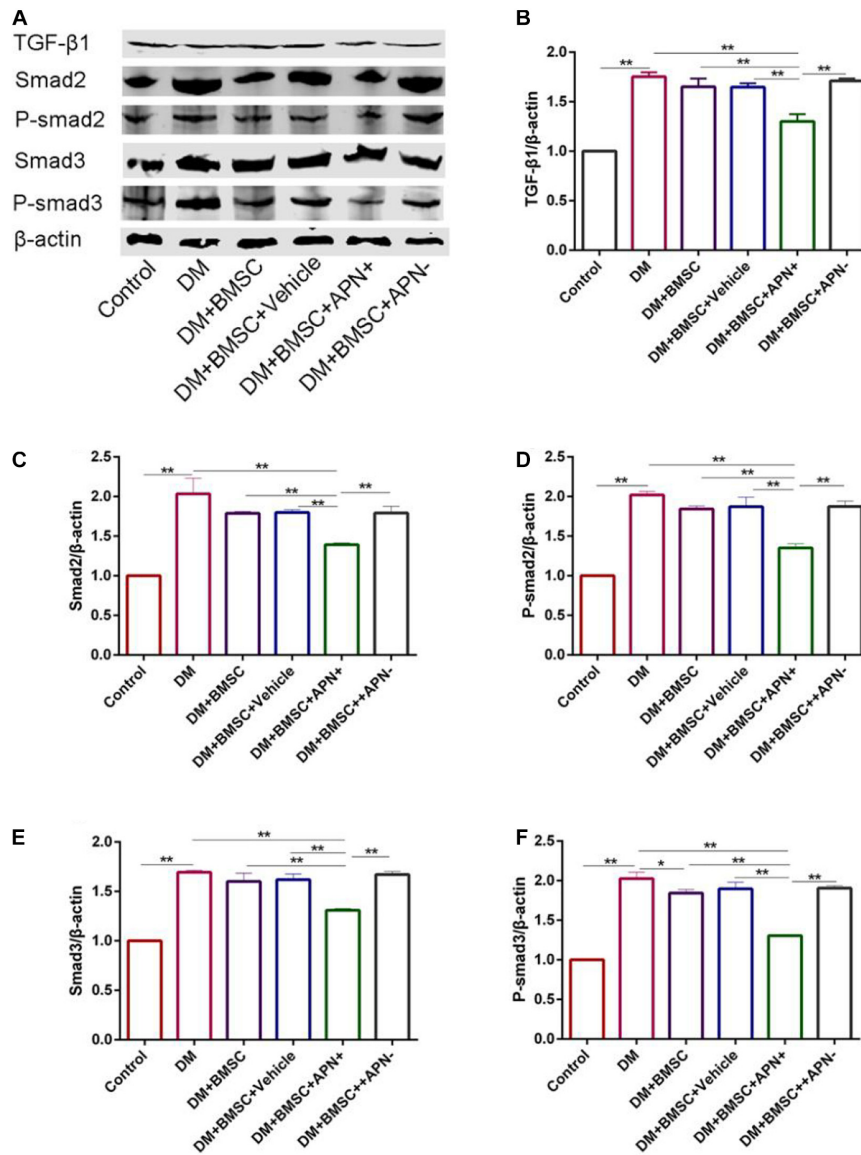 A
TGF-β1
Smad2
P-smad2
Smad3
P-smad3
β-actin
Control
DM
DM+BMSC
DM+BMSC+Vehicle
DM+BMSC+APN+
DM+BMSC+APN-
B
TGF-β1/β-actin
2.0
1.5
1.0
0.5
0.0
**
**
**
**
**
Control
DM
DM+BMSC
DM+BMSC+Vehicle
DM+BMSC+APN+
DM+BMSC+APN-
C
Smad2/β-actin
2.5
2.0
1.5
1.0
0.5
0.0
**
**
**
**
**
Control
DM
DM+BMSC
DM+BMSC+Vehicle
DM+BMSC+APN+
DM+BMSC++APN-
D
P-smad2/β-actin
2.5
2.0
1.5
1.0
0.5
0.0
**
**
**
**
**
Control
DM
DM+BMSC
DM+BMSC+Vehicle
DM+BMSC+APN+
DM+BMSC++APN-
E
Smad3/β-actin
2.0
1.5
1.0
0.5
0.0
**
**
**
**
**
Control
DM
DM+BMSC
DM+BMSC+Vehicle
DM+BMSC+APN+
DM+BMSC++APN-
F
P-smad3/β-actin
2.5
2.0
1.5
1.0
0.5
0.0
**
**
*
**
**
**
Control
DM
DM+BMSC
DM+BMSC+Vehicle
DM+BMSC+APN+
DM+BMSC++APN-